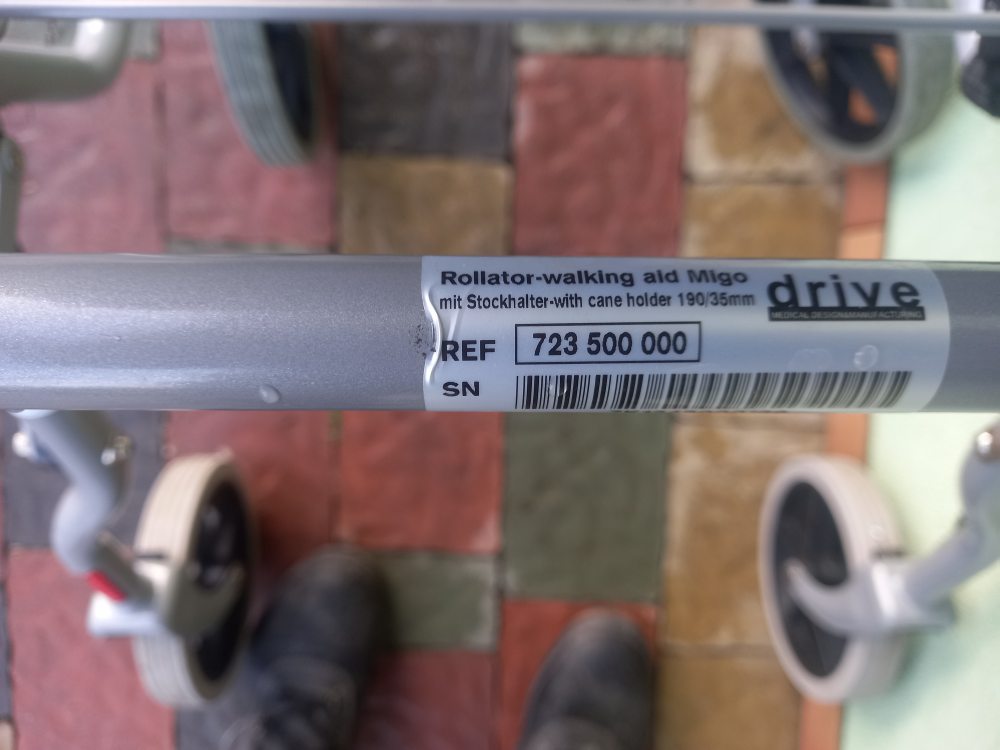 Rollator-walking aid Migo
mit Stockhalter-with cane holder 190/35mm
drive
MEDICAL DESIGN&MANUFACTURING
REF 723 500 000
SN